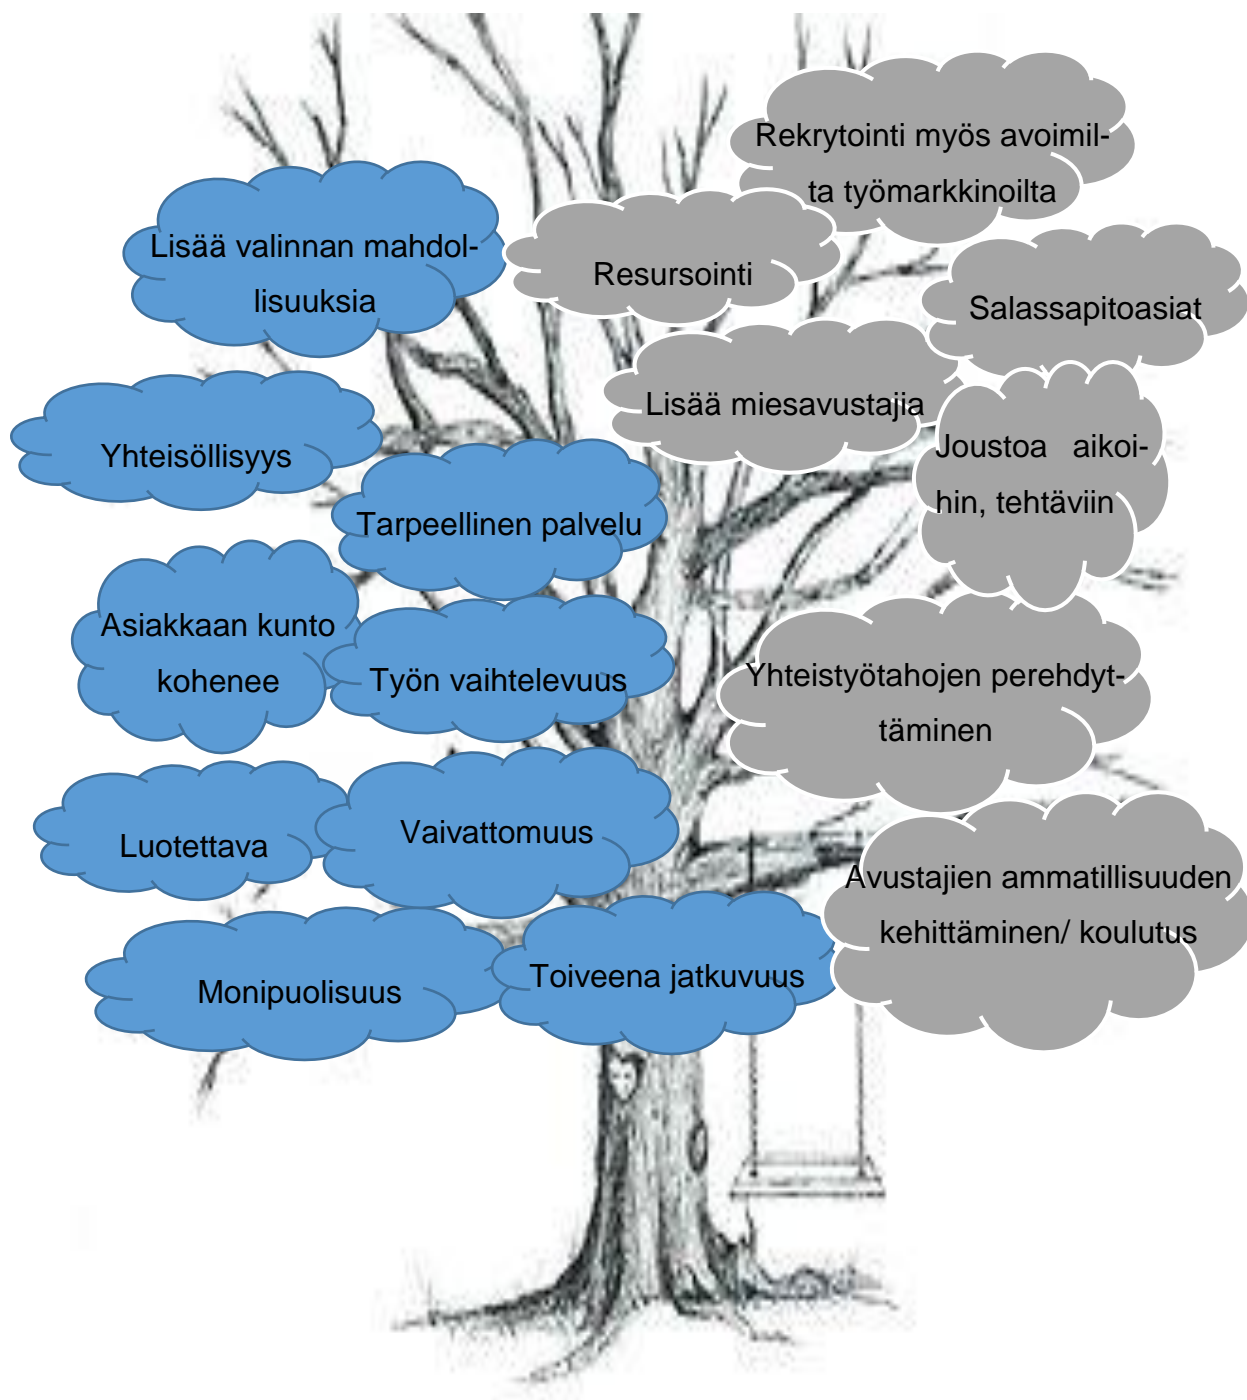 Rekrytointi myös avoimil-
ta työmarkkinoilta
Lisää valinnan mahdol-
lisuuksia
Resursointi
Salassapitoasiat
Lisää miesavustajia
Yhteisöllisyys
Joustoa aikoi-
hin, tehtäviin
Tarpeellinen palvelu
Asiakkaan kunto
kohenee
Työn vaihtelevuus
Yhteistyötahojen perehdyt-
täminen
Luotettava
Vaivattomuus
Avustajien ammatillisuuden
kehittäminen/ koulutus
Monipuolisuus
Toiveena jatkuvuus